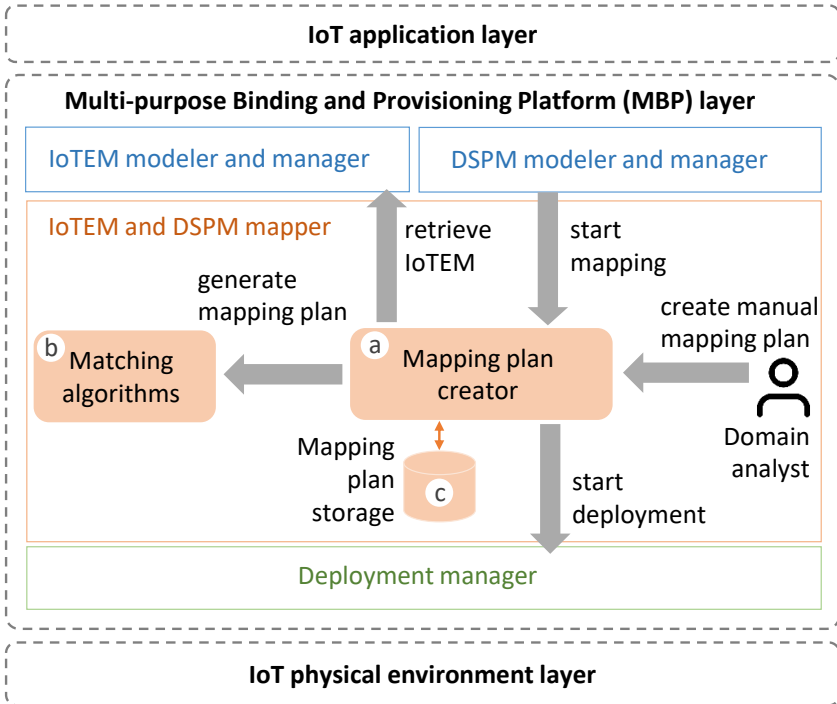 IoT application layer
Multi-purpose Binding and Provisioning Platform (MBP) layer
IoTEM modeler and manager
DSPM modeler and manager
IoTEM and DSPM mapper
retrieve
IoTEM
start
mapping
generate
mapping plan
create manual
mapping plan
b
Matching
algorithms
a
Mapping plan
creator
Domain
analyst
Mapping
plan
storage
c
start
deployment
Deployment manager
IoT physical environment layer